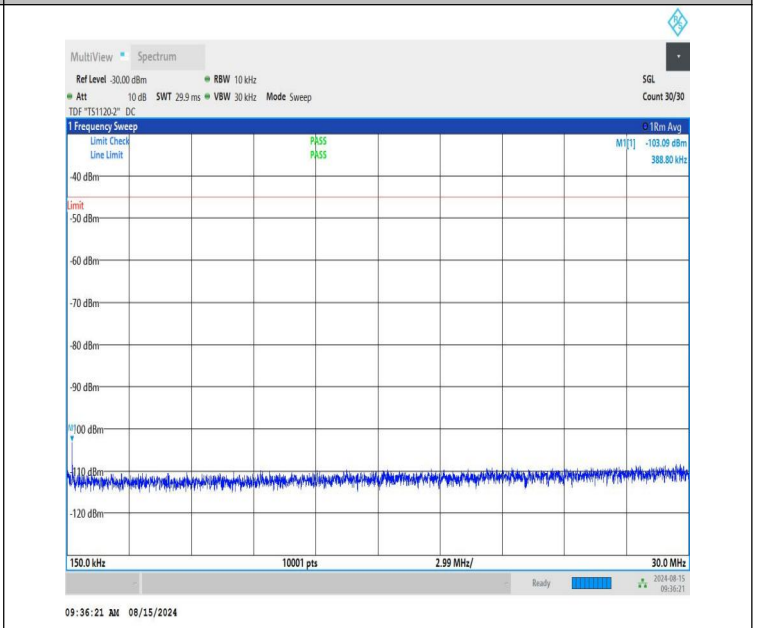 MultiView Spectrum
Ref Level -30.00 dBm RBW 10 kHz SGL
Att 10 dB SWT 29.9 ms VBW 30 kHz Mode Sweep Count 30/30
TDF "TS1120-2" DC
1 Frequency Sweep 1Rm Avg
Limit Check PASS M1[1] -103.09 dBm
Line Limit PASS 388.80 kHz
-40 dBm
Limit
-50 dBm
-60 dBm
-70 dBm
-80 dBm
-90 dBm
M1
-100 dBm
-110 dBm
-120 dBm
150.0 kHz 10001 pts 2.99 MHz/ 30.0 MHz
Ready 2024-08-15
09:36:21
09:36:21 AM 08/15/2024